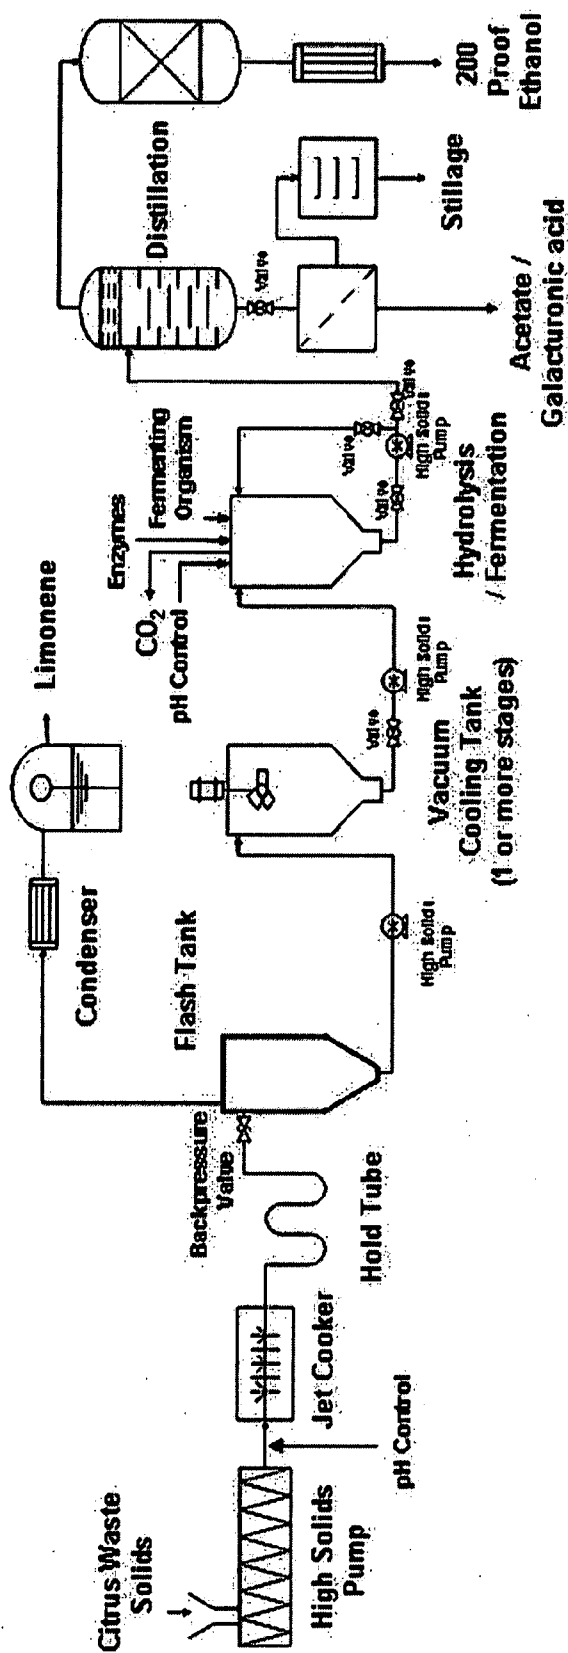 Citrus Waste
Solids
High Solids
Pump
pH Control
Jet Cooker
Hold Tube
Backpressure
Valve
Flash Tank
Condenser
Limonene
High Solids
Pump
Vacuum
Cooling Tank
(1 or more stages)
Valve
High Solids
Pump
pH Control
CO2
Enzymes
Fermenting
Organism
Hydrolysis
/ Fermentation
Valve
Valve
High Solids
Pump
Valve
Distillation
Valve
Acetate /
Galacturonic acid
Stillage
200
Proof
Ethanol